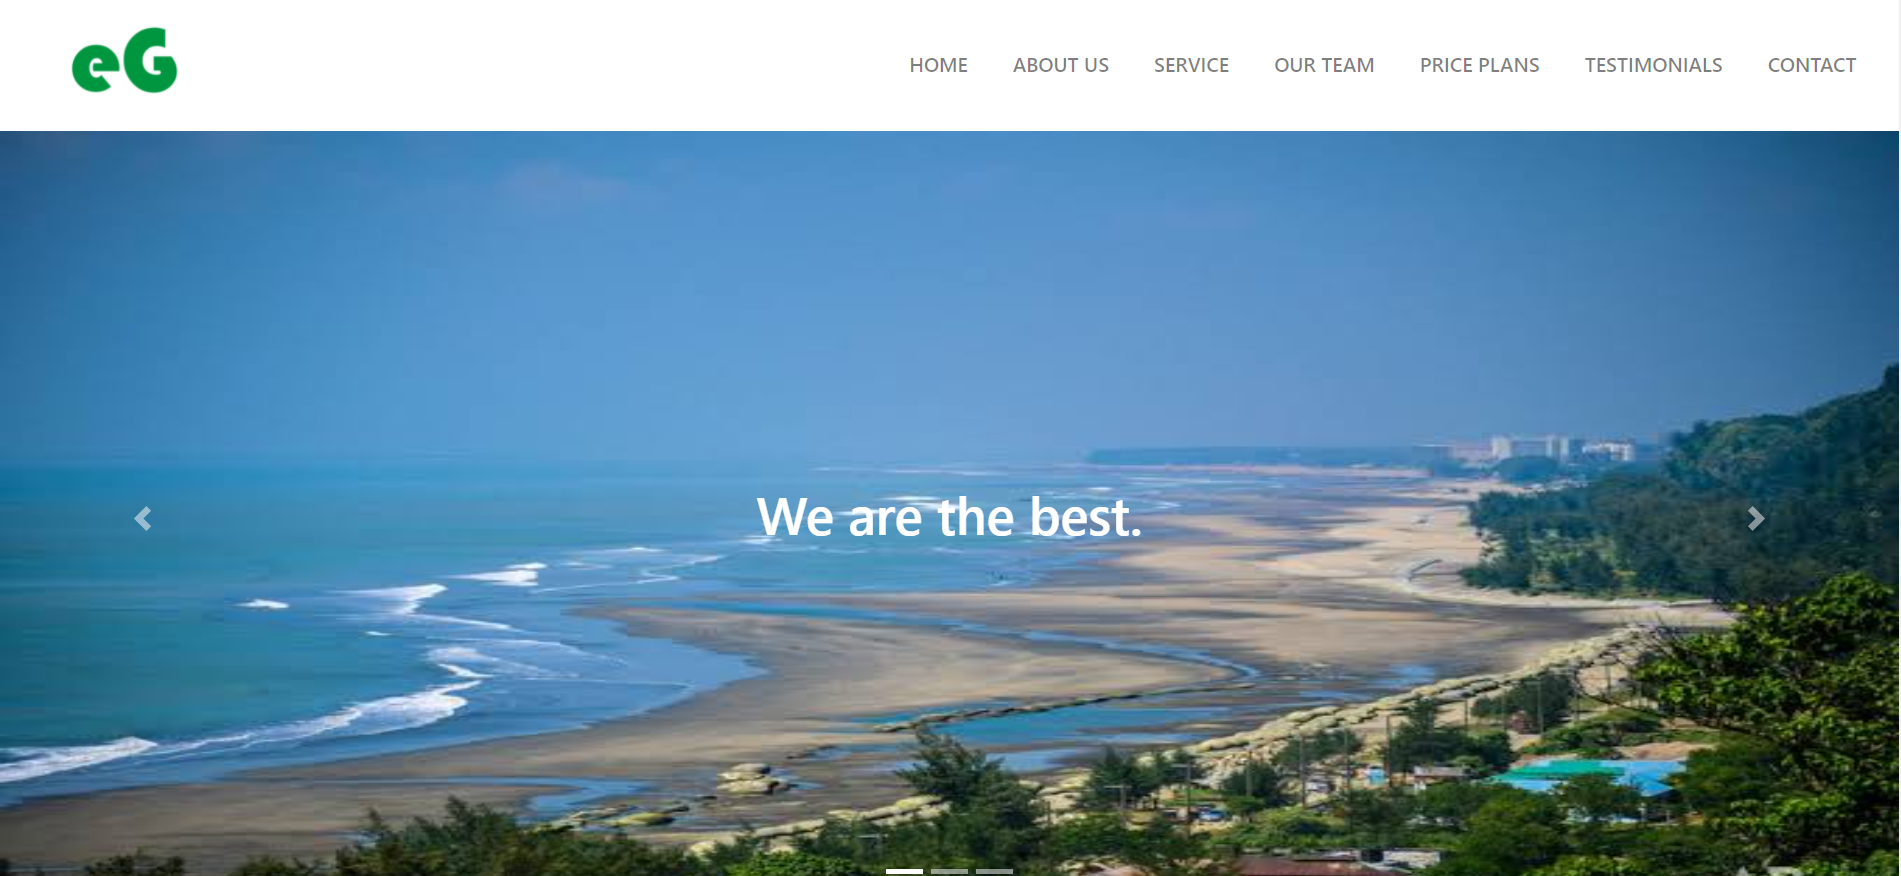 eG
HOME ABOUT US SERVICE OUR TEAM PRICE PLANS TESTIMONIALS CONTACT
We are the best.